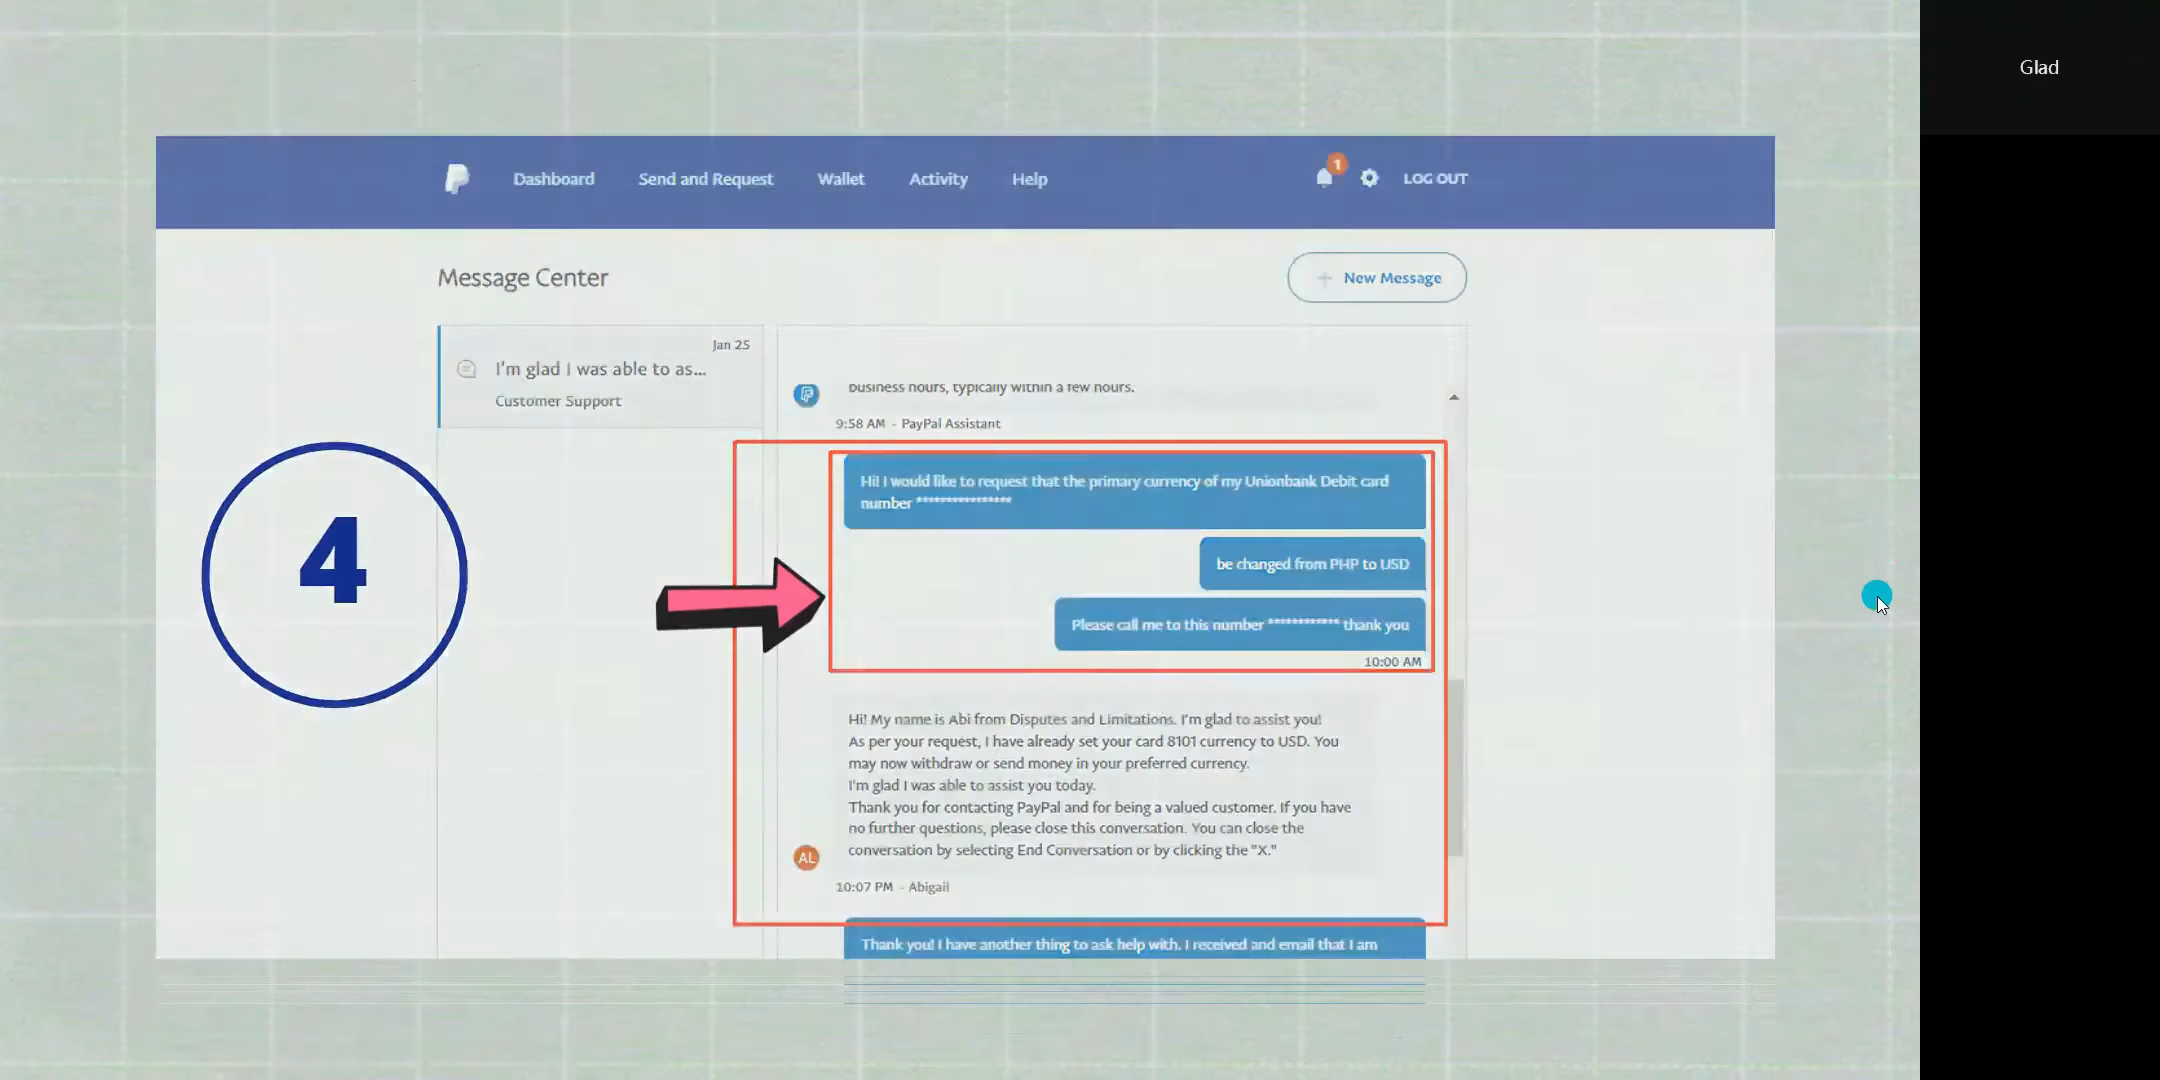 Glad
Dashboard
Send and Request
Wallet
Activity
Help
1
LOG OUT
Message Center
New Message
Jan 25
I'm glad I was able to as...
Customer Support
business hours, typically within a few hours.
9:58 AM - PayPal Assistant
4
Hi! I would like to request that the primary currency of my Unionbank Debit card
number ****************
be changed from PHP to USD
Please call me to this number ************ thank you
10:00 AM
Hi! My name is Abi from Disputes and Limitations. I'm glad to assist you!
As per your request, I have already set your card 8101 currency to USD. You
may now withdraw or send money in your preferred currency.
I'm glad I was able to assist you today.
Thank you for contacting PayPal and for being a valued customer. If you have
no further questions, please close this conversation. You can close the
conversation by selecting End Conversation or by clicking the "X."
AL
10:07 PM - Abigail
Thank you! I have another thing to ask help with. I received and email that I am